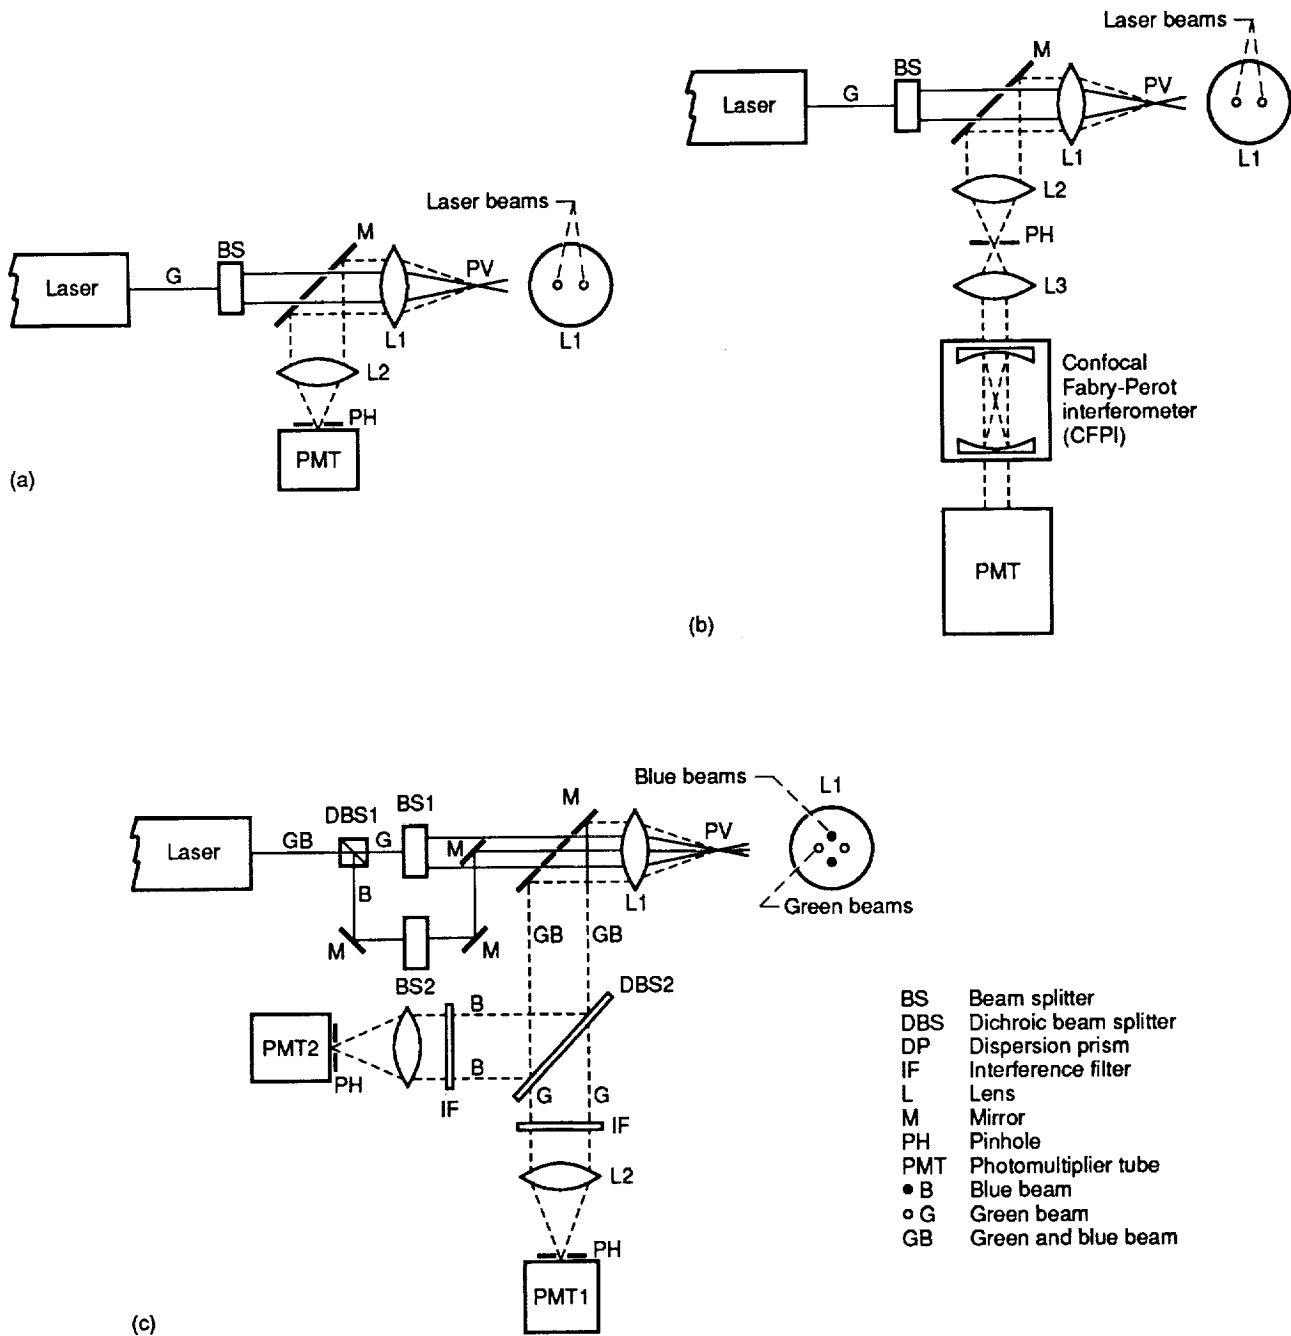 Laser beams
M
BS
PV
Laser
G
L1
L1
L2
PH
PMT
(a)
Laser beams
M
BS
PV
Laser
G
L1
L1
L2
PH
L3
Confocal
Fabry-Perot
interferometer
(CFPI)
PMT
(b)
Blue beams
L1
M
BS1
DBS1
PV
GB
G
Laser
M
B
L1
Green beams
GB
GB
M
M
BS2
DBS2
B
PMT2
B
PH
G
G
IF
IF
L2
PH
PMT1
(c)
BS Beam splitter
DBS Dichroic beam splitter
DP Dispersion prism
IF Interference filter
L Lens
M Mirror
PH Pinhole
PMT Photomultiplier tube
● B Blue beam
○ G Green beam
GB Green and blue beam